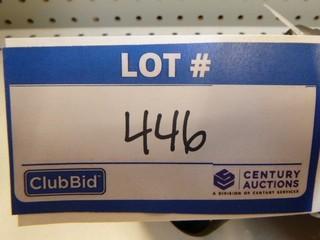 LOT #
446
ClubBid
CENTURY
AUCTIONS
A DIVISION OF CENTURY SERVICES